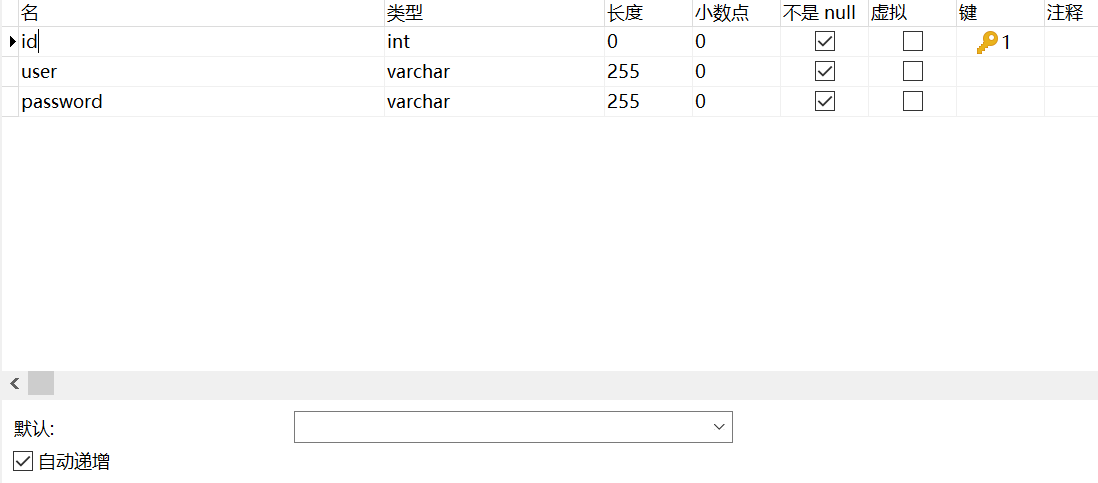 名 类型 长度 小数点 不是 null 虚拟 键 注释
id int 0 0 1
user varchar 255 0
password varchar 255 0
默认:
自动递增